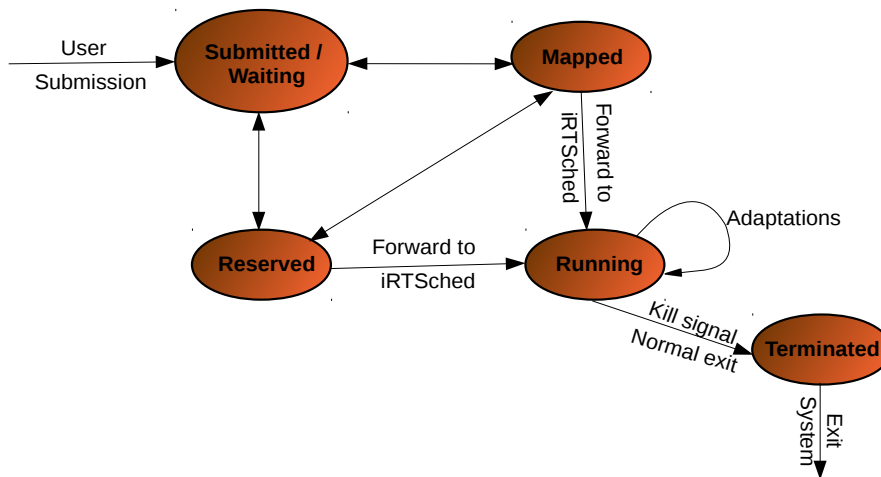 User
Submission
Submitted /
Waiting
Mapped
Forward to
iRTSched
Adaptations
Reserved
Forward to
iRTSched
Running
Kill signal
Normal exit
Terminated
Exit
System